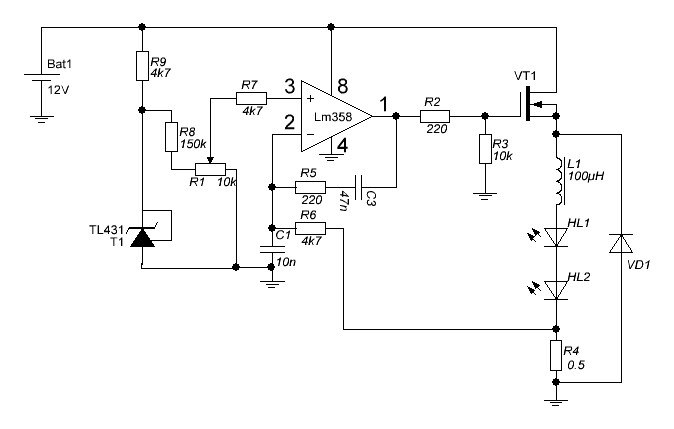 Bat1
12V
R9
4k7
R8
150k
R1 10k
TL431
T1
R7
4k7
3
2
8
1
4
Lm358
R5
220
47n
C3
R6
4k7
C1
10n
R2
220
R3
10k
VT1
L1
100µH
HL1
HL2
VD1
R4
0.5